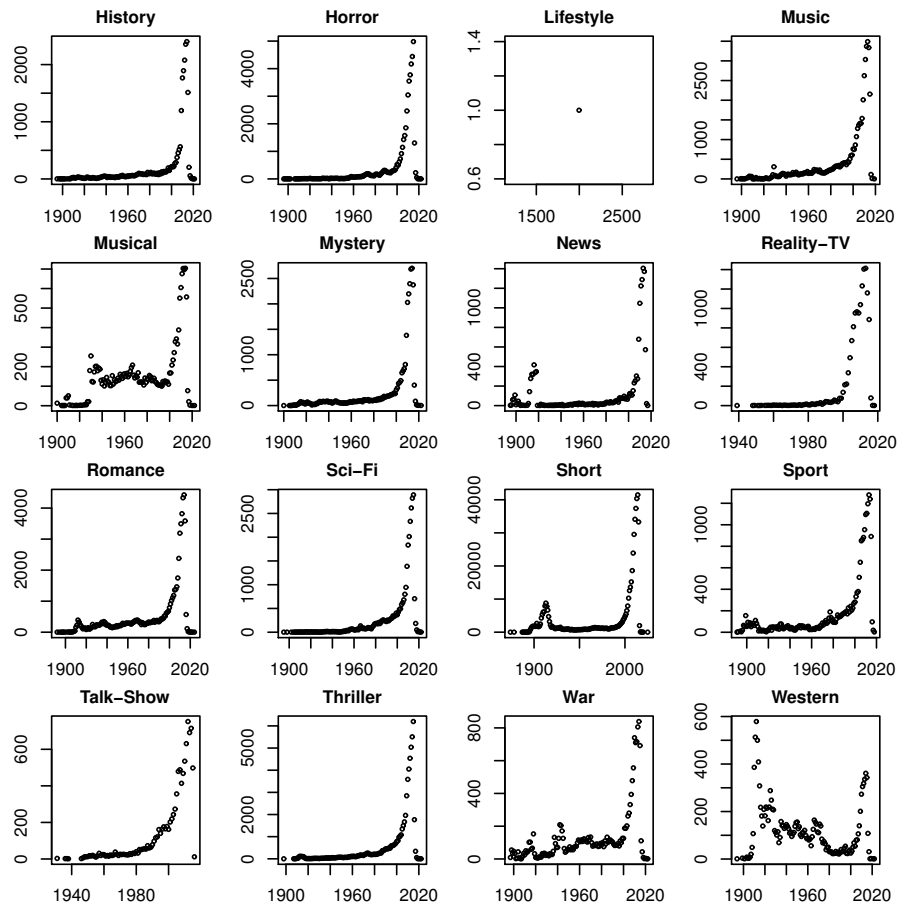 History
0 1000 2000
1900 1960 2020
Horror
0 2000 4000
1900 1960 2020
Lifestyle
0.6 1.0 1.4
1500 2500
Music
0 1000 2500
1900 1960 2020
Musical
0 200 500
1900 1960 2020
Mystery
0 1000 2500
1900 1960 2020
News
0 400 1000
1900 1960 2020
Reality−TV
0 400 1000
1940 1980 2020
Romance
0 2000 4000
1900 1960 2020
Sci−Fi
0 1000 2500
1900 1960 2020
Short
0 20000 40000
1900 2000
Sport
0 400 1000
1900 1960 2020
Talk−Show
0 200 600
1940 1980
Thriller
0 2000 5000
1900 1960 2020
War
0 400 800
1900 1960 2020
Western
0 200 400 600
1900 1960 2020